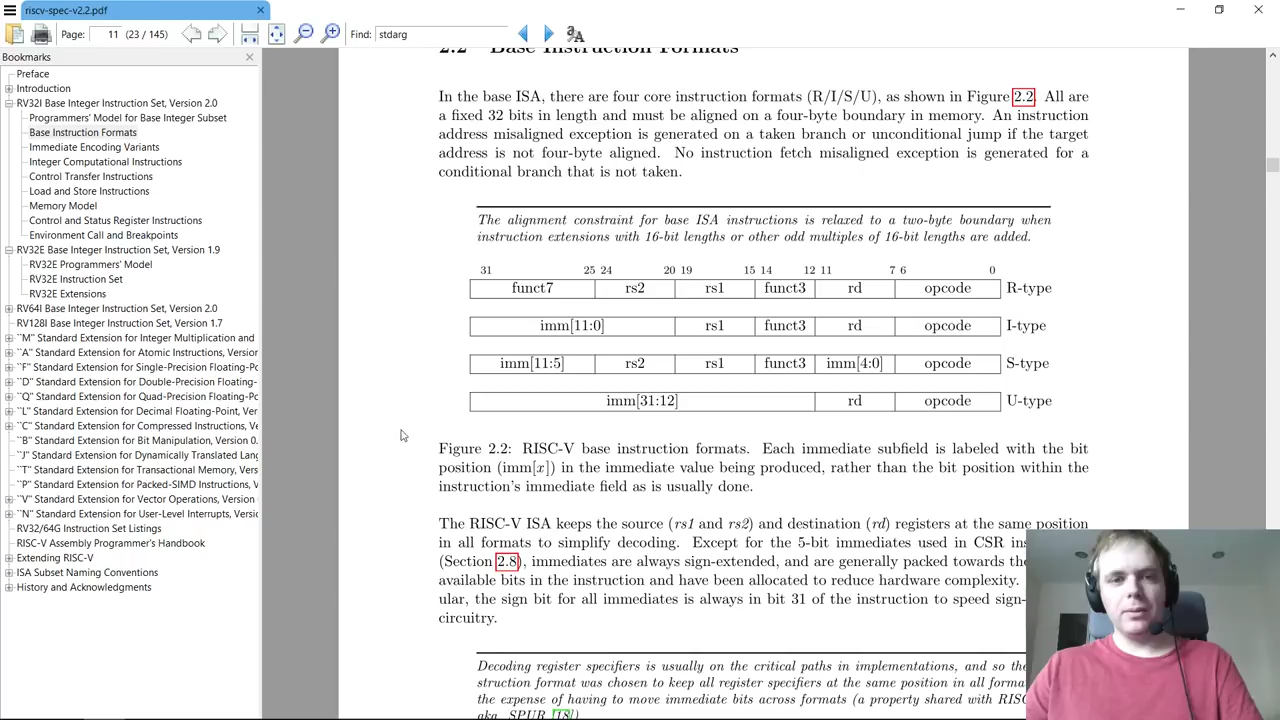 riscv-spec-v2.2.pdf
Page: 11 (23 / 145) Find: stdarg
Bookmarks
Preface
Introduction
RV32I Base Integer Instruction Set, Version 2.0
Programmers' Model for Base Integer Subset
Base Instruction Formats
Immediate Encoding Variants
Integer Computational Instructions
Control Transfer Instructions
Load and Store Instructions
Memory Model
Control and Status Register Instructions
Environment Call and Breakpoints
RV32E Base Integer Instruction Set, Version 1.9
RV32E Programmers' Model
RV32E Instruction Set
RV32E Extensions
RV64I Base Integer Instruction Set, Version 2.0
RV128I Base Integer Instruction Set, Version 1.7
``M'' Standard Extension for Integer Multiplication and
``A'' Standard Extension for Atomic Instructions, Version
``F'' Standard Extension for Single-Precision Floating-Po
``D'' Standard Extension for Double-Precision Floating-
``Q'' Standard Extension for Quad-Precision Floating-Po
``L'' Standard Extension for Decimal Floating-Point, Ver
``C'' Standard Extension for Compressed Instructions, Ve
``B'' Standard Extension for Bit Manipulation, Version 0.
``J'' Standard Extension for Dynamically Translated Lang
``T'' Standard Extension for Transactional Memory, Vers
``P'' Standard Extension for Packed-SIMD Instructions, V
``V'' Standard Extension for Vector Operations, Version
``N'' Standard Extension for User-Level Interrupts, Versio
RV32/64G Instruction Set Listings
RISC-V Assembly Programmer's Handbook
Extending RISC-V
ISA Subset Naming Conventions
History and Acknowledgments
2.2 Base Instruction Formats
In the base ISA, there are four core instruction formats (R/I/S/U), as shown in Figure 2.2. All are
a fixed 32 bits in length and must be aligned on a four-byte boundary in memory. An instruction
address misaligned exception is generated on a taken branch or unconditional jump if the target
address is not four-byte aligned. No instruction fetch misaligned exception is generated for a
conditional branch that is not taken.
The alignment constraint for base ISA instructions is relaxed to a two-byte boundary when
instruction extensions with 16-bit lengths or other odd multiples of 16-bit lengths are added.
31 25 24 20 19 15 14 12 11 7 6 0
funct7 rs2 rs1 funct3 rd opcode R-type
imm[11:0] rs1 funct3 rd opcode I-type
imm[11:5] rs2 rs1 funct3 imm[4:0] opcode S-type
imm[31:12] rd opcode U-type
Figure 2.2: RISC-V base instruction formats. Each immediate subfield is labeled with the bit
position (imm[x]) in the immediate value being produced, rather than the bit position within the
instruction's immediate field as is usually done.
The RISC-V ISA keeps the source (rs1 and rs2) and destination (rd) registers at the same position
in all formats to simplify decoding. Except for the 5-bit immediates used in CSR ins
(Section 2.8), immediates are always sign-extended, and are generally packed towards the
available bits in the instruction and have been allocated to reduce hardware complexity.
ular, the sign bit for all immediates is always in bit 31 of the instruction to speed sign-
circuitry.
Decoding register specifiers is usually on the critical paths in implementations, and so the
struction format was chosen to keep all register specifiers at the same position in all forma
the expense of having to move immediate bits across formats (a property shared with RISC
aka. SPUR [18])